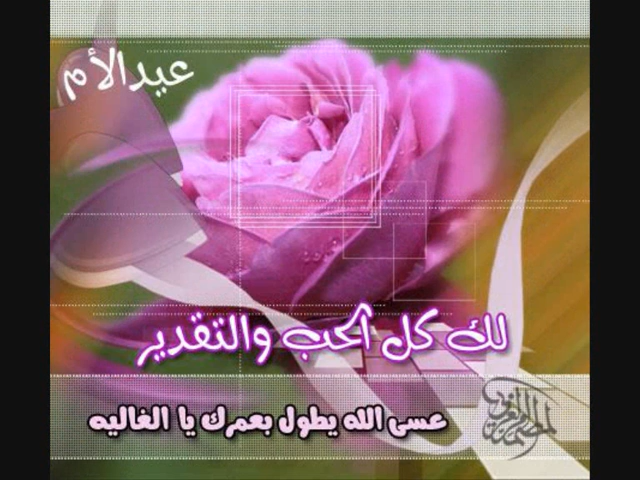 عيد الأم
لك كل الحب والتقدير
عسى الله يطول بعمرك يا الغاليه